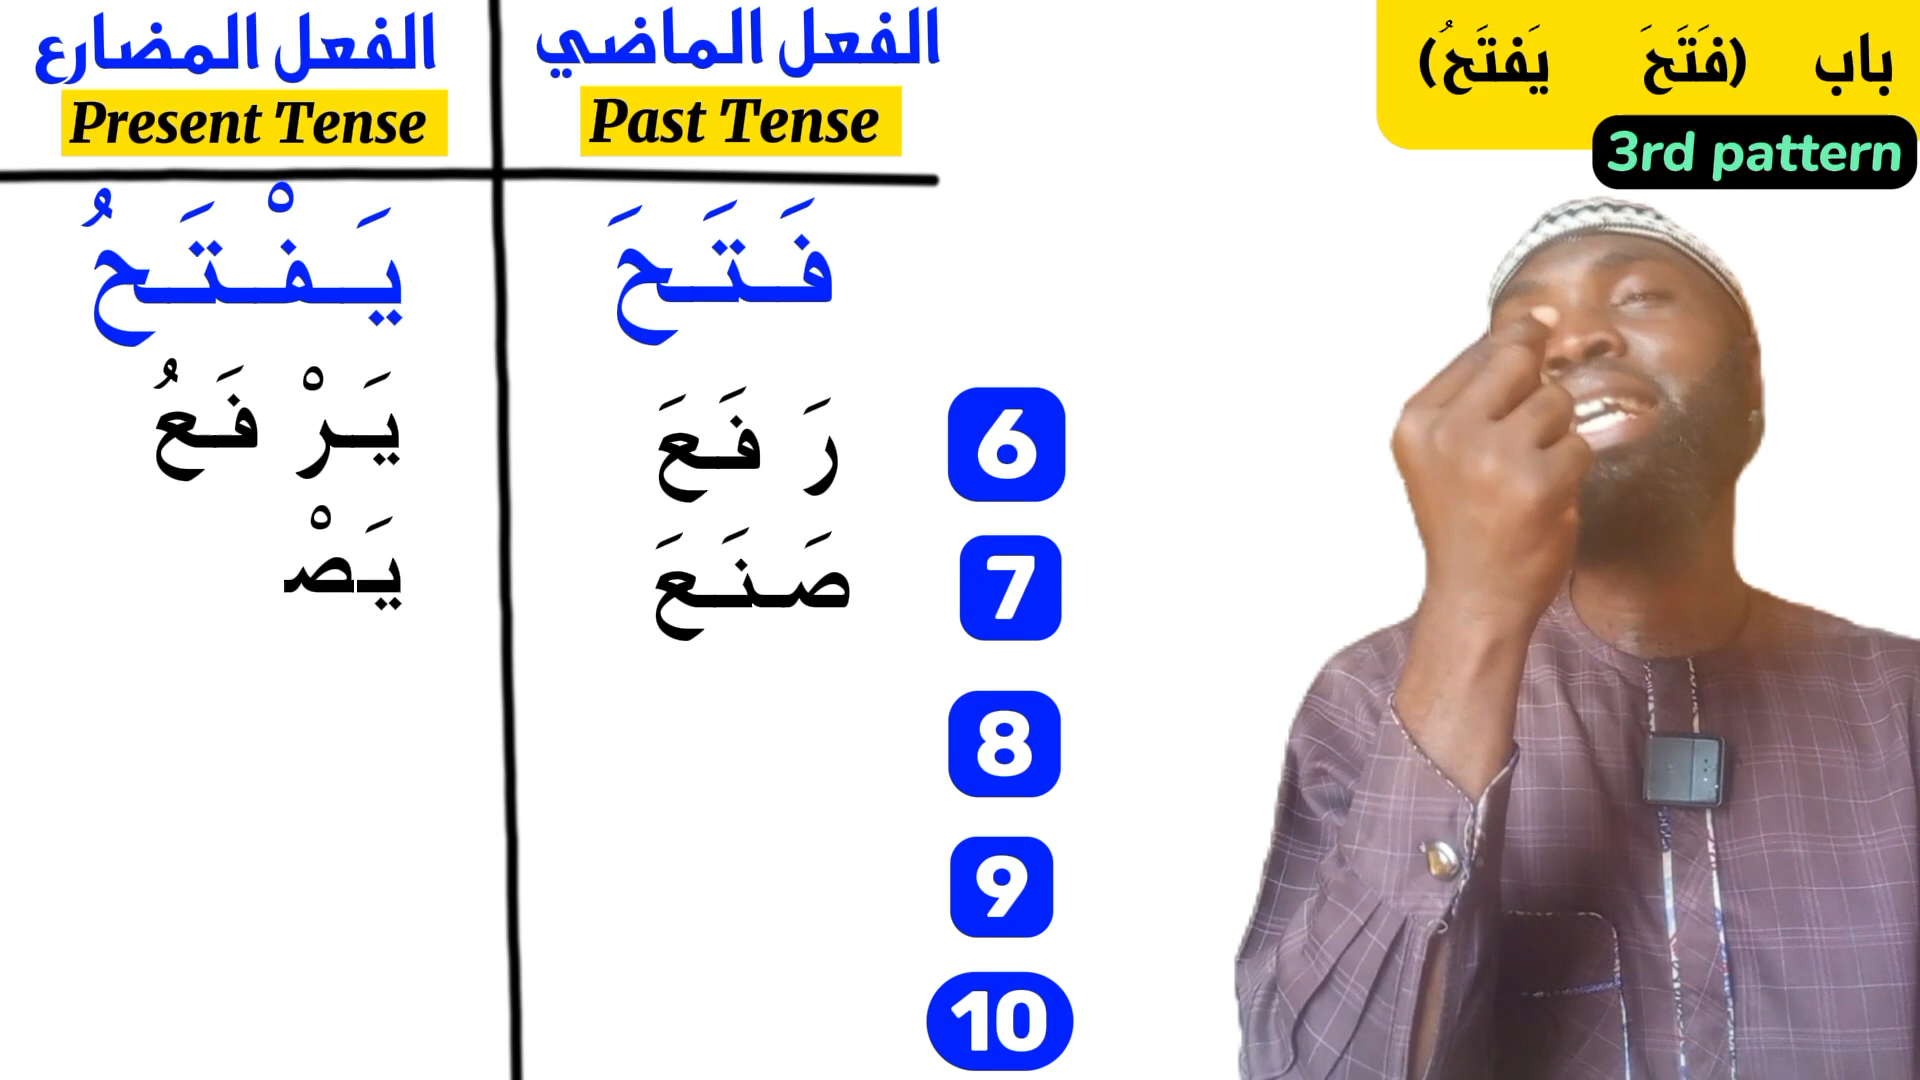 باب (فَتَحَ يَفتَحُ)
3rd pattern
الفعل الماضي
Past Tense
الفعل المضارع
Present Tense
فَتَحَ
يَفْتَحُ
6
رَفَعَ
يَرْفَعُ
7
صَنَعَ
يَصْ
8
9
10